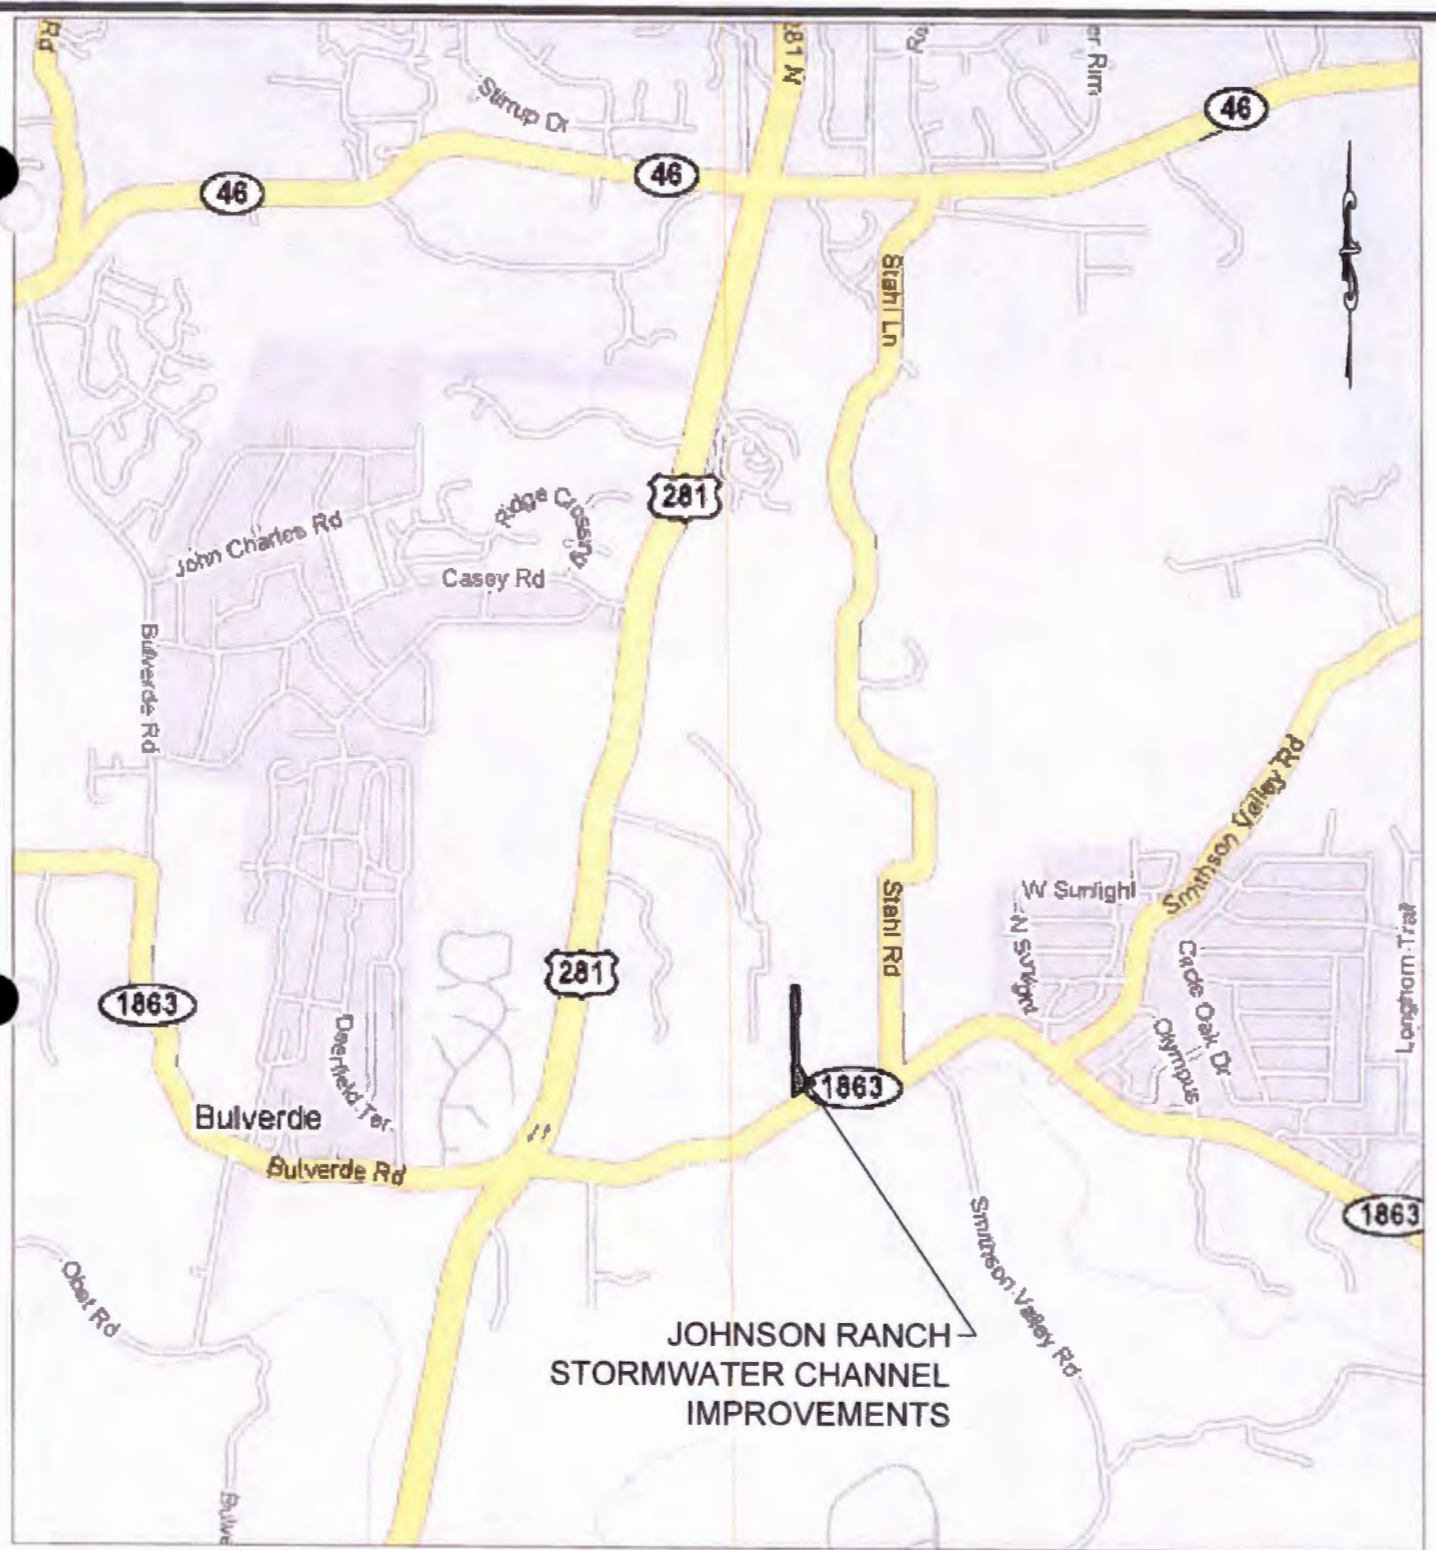 Rd
281 N
er Rim
Stirrup Dr
46
46
46
Stahl Ln
281
Ridge Crossing
John Charles Rd
Casey Rd
Bulverde Rd
Smithson Valley Rd
W Sunlight
N Sunlight
Stahl Rd
Circle Oak Dr
Longhorn Trail
281
1863
Olympus
Deerfield Ter.
1863
Bulverde
Bulverde Rd
1863
Smithson Valley Rd
Obst Rd
JOHNSON RANCH
STORMWATER CHANNEL
IMPROVEMENTS